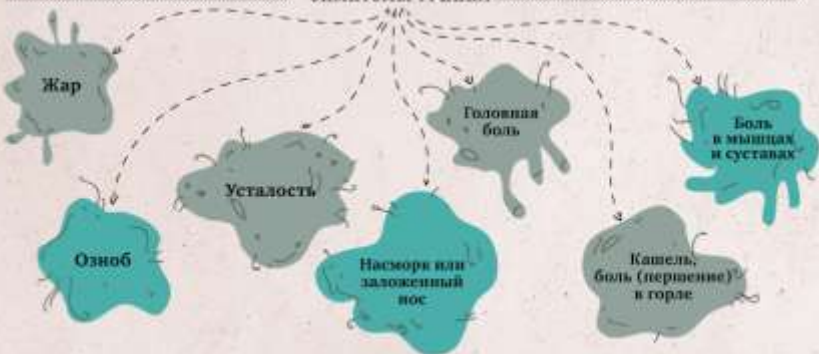 Жар
Головная
боль
Боль
в мышцах
и суставах
Усталость
Озноб
Насморк или
заложенный
нос
Кашель,
боль (першение)
в горле